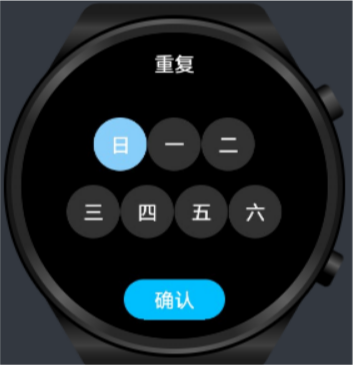 重复
日 一 二
三 四 五 六
确认